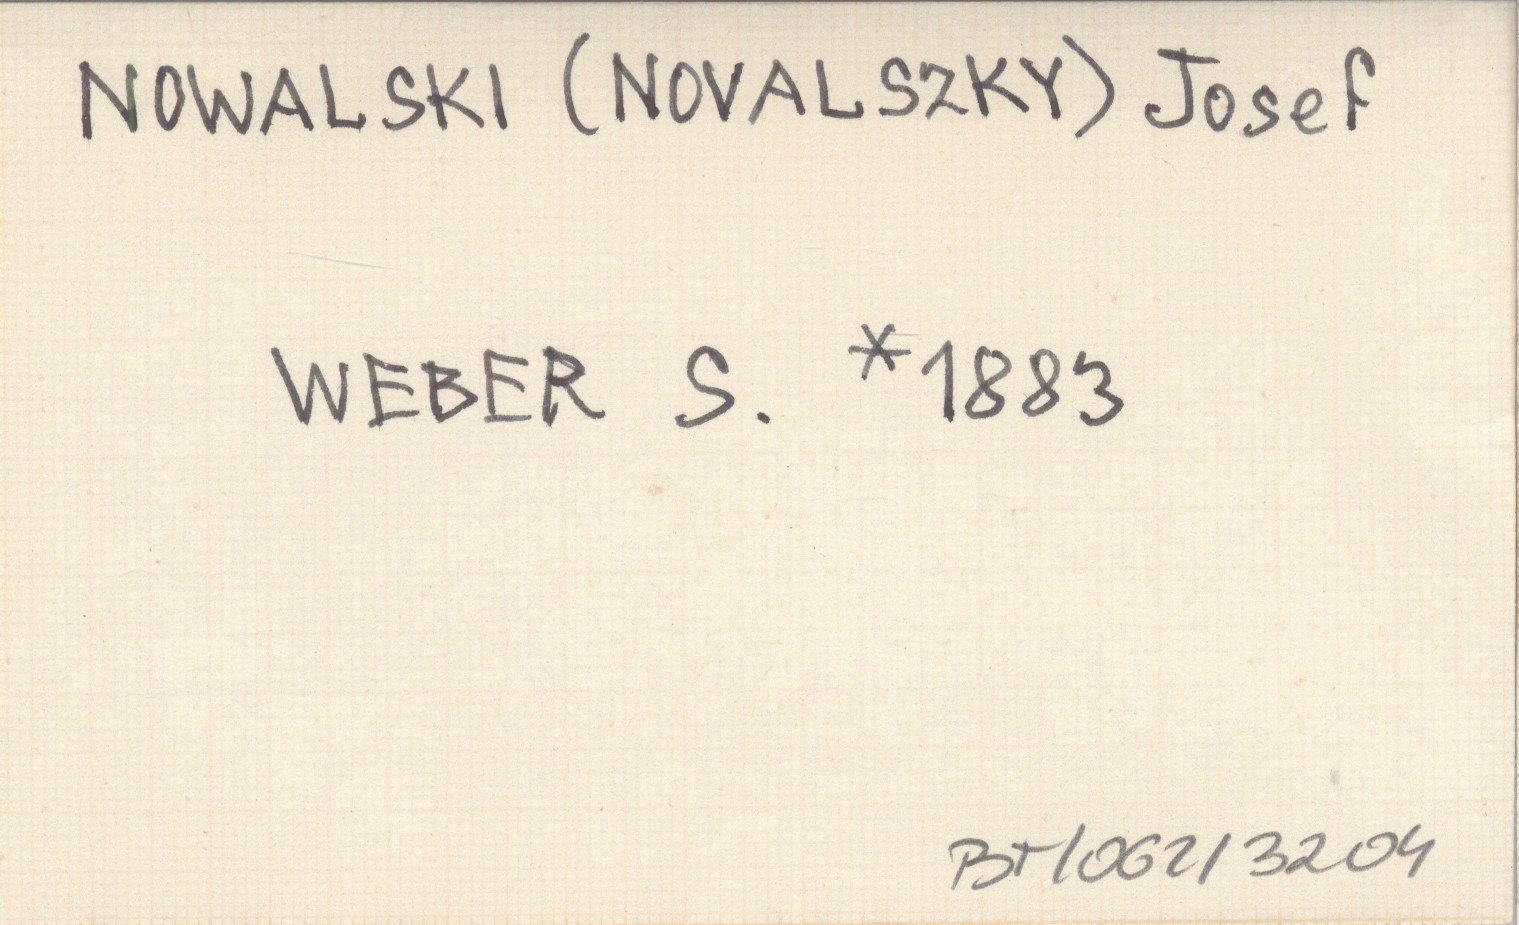 NOWALSKI (NOVALSZKY) Josef
WEBER S. *1883
BT/062/3204